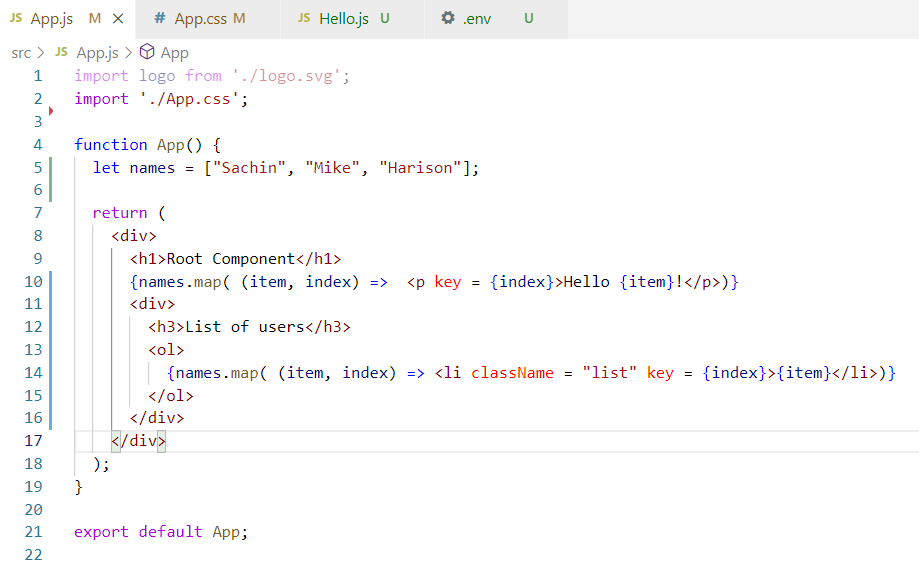 JS App.js M × # App.css M JS Hello.js U .env U
src > JS App.js > App
1 import logo from './logo.svg';
2 import './App.css';
3
4 function App() {
5   let names = ["Sachin", "Mike", "Harison"];
6
7   return (
8     <div>
9       <h1>Root Component</h1>
10       {names.map( (item, index) =>  <p key = {index}>Hello {item}!</p>)}
11       <div>
12         <h3>List of users</h3>
13         <ol>
14           {names.map( (item, index) => <li className = "list" key = {index}>{item}</li>)}
15         </ol>
16       </div>
17     </div>
18   );
19 }
20
21 export default App;
22